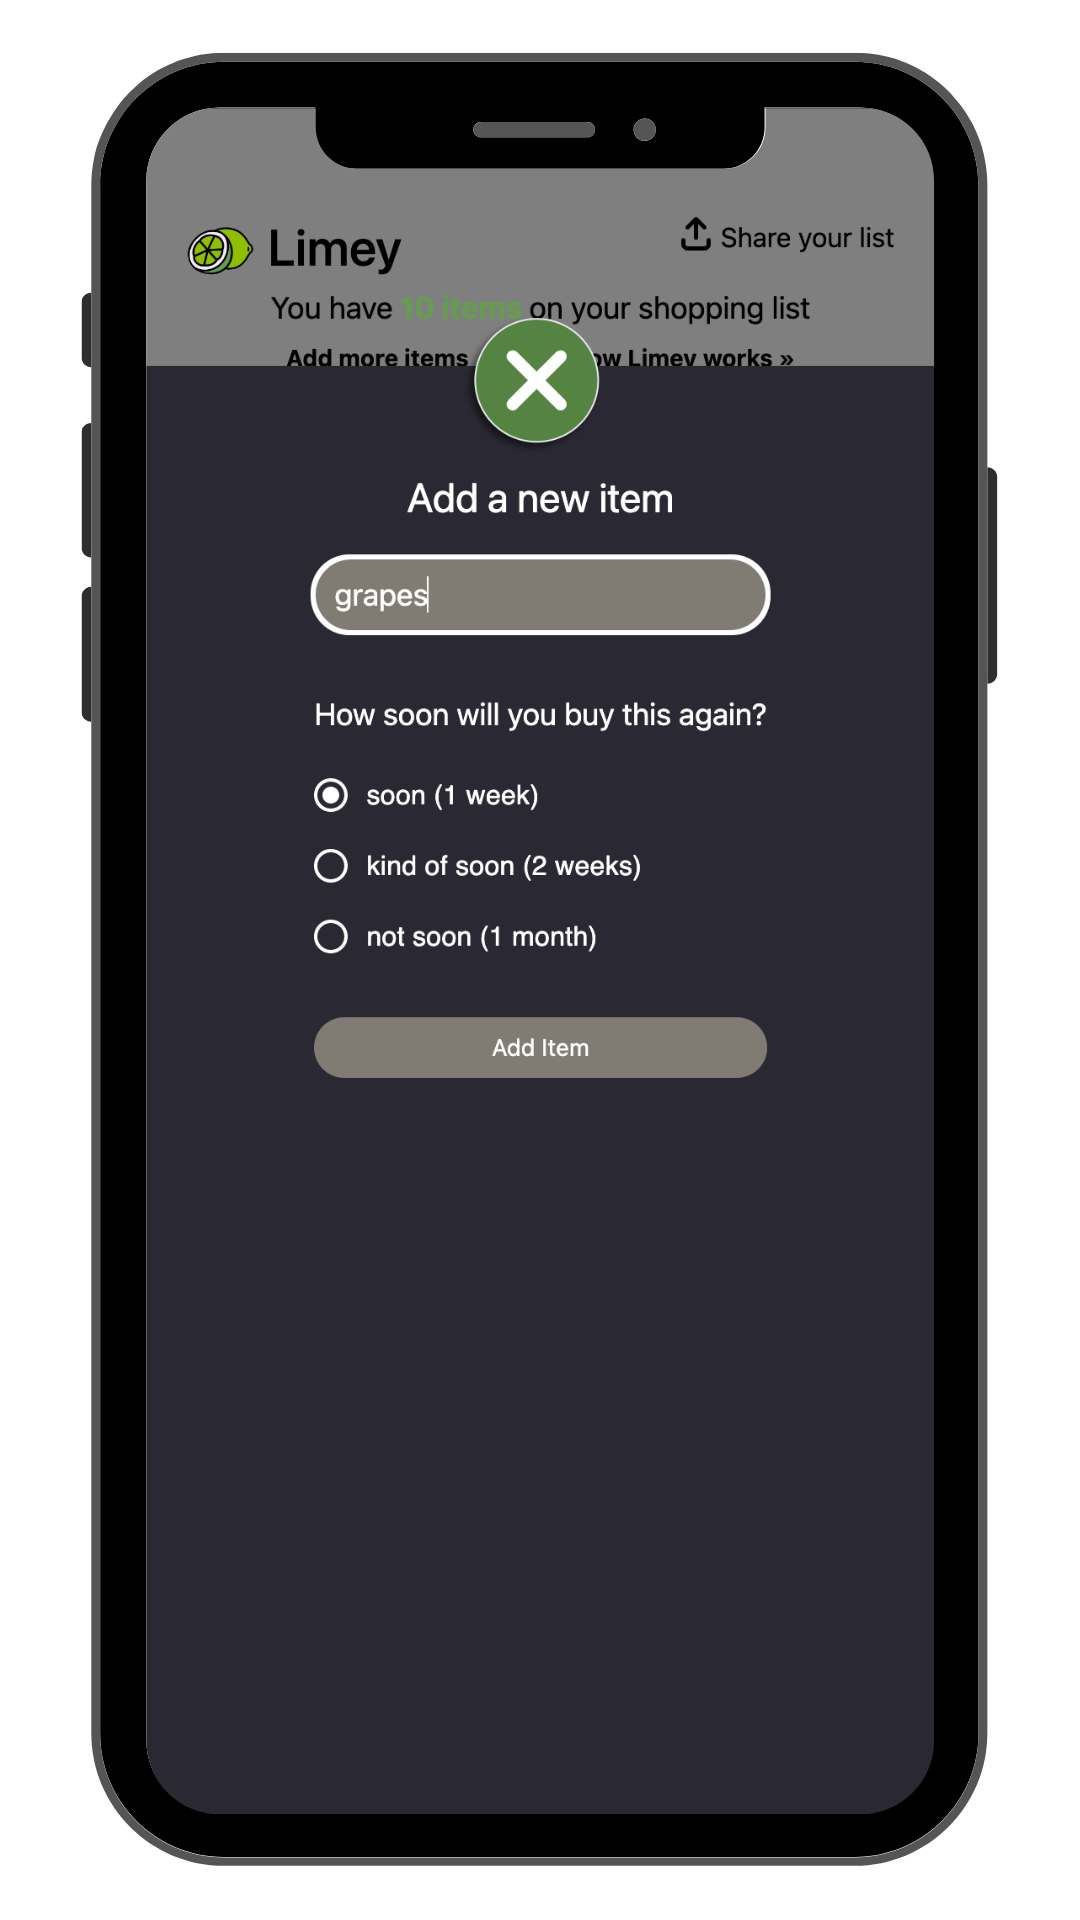 Limey
Share your list
You have 10 items on your shopping list
Add more items
Limey works »
Add a new item
grapes
How soon will you buy this again?
soon (1 week)
kind of soon (2 weeks)
not soon (1 month)
Add Item